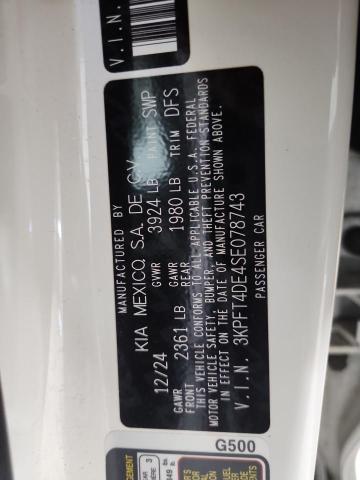 V.I.N.
MANUFACTURED BY
KIA MEXICO, S.A. DE C.V.
12/24 GVWR 3924 LB PAINT SWP
GAWR FRONT 2361 LB GAWR REAR 1980 LB TRIM DFS
THIS VEHICLE CONFORMS TO ALL APPLICABLE U.S.A. FEDERAL
MOTOR VEHICLE SAFETY, BUMPER, AND THEFT PREVENTION STANDARDS
IN EFFECT ON THE DATE OF MANUFACTURE SHOWN ABOVE.
V.I.N. 3KPFT4DE4SE078743
PASSENGER CAR
G500